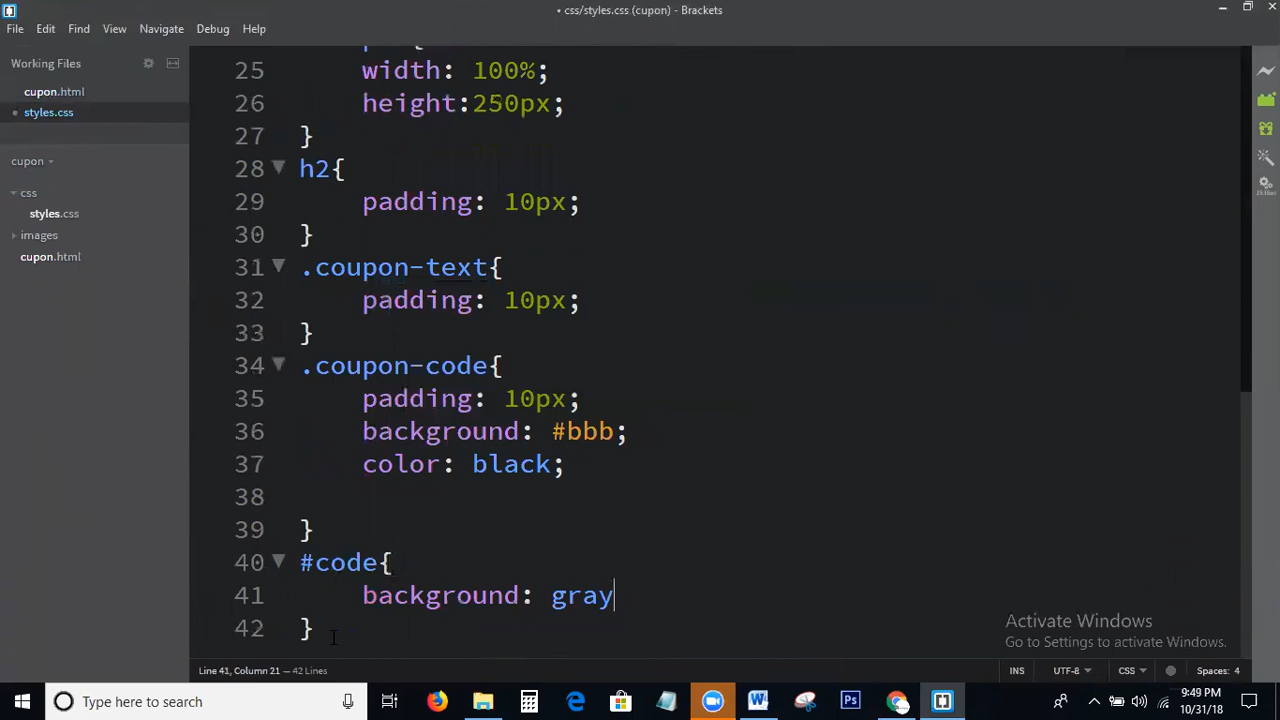 • css/styles.css (cupon) - Brackets
File Edit Find View Navigate Debug Help
Working Files
cupon.html
styles.css
cupon
css
styles.css
images
cupon.html
25 width: 100%;
26 height:250px;
27 }
28 h2{
29 padding: 10px;
30 }
31 .coupon-text{
32 padding: 10px;
33 }
34 .coupon-code{
35 padding: 10px;
36 background: #bbb;
37 color: black;
38
39 }
40 #code{
41 background: gray
42 }
Activate Windows
Go to Settings to activate Windows.
Line 41, Column 21 — 42 Lines
INS UTF-8 CSS Spaces: 4
Type here to search
9:49 PM
10/31/18